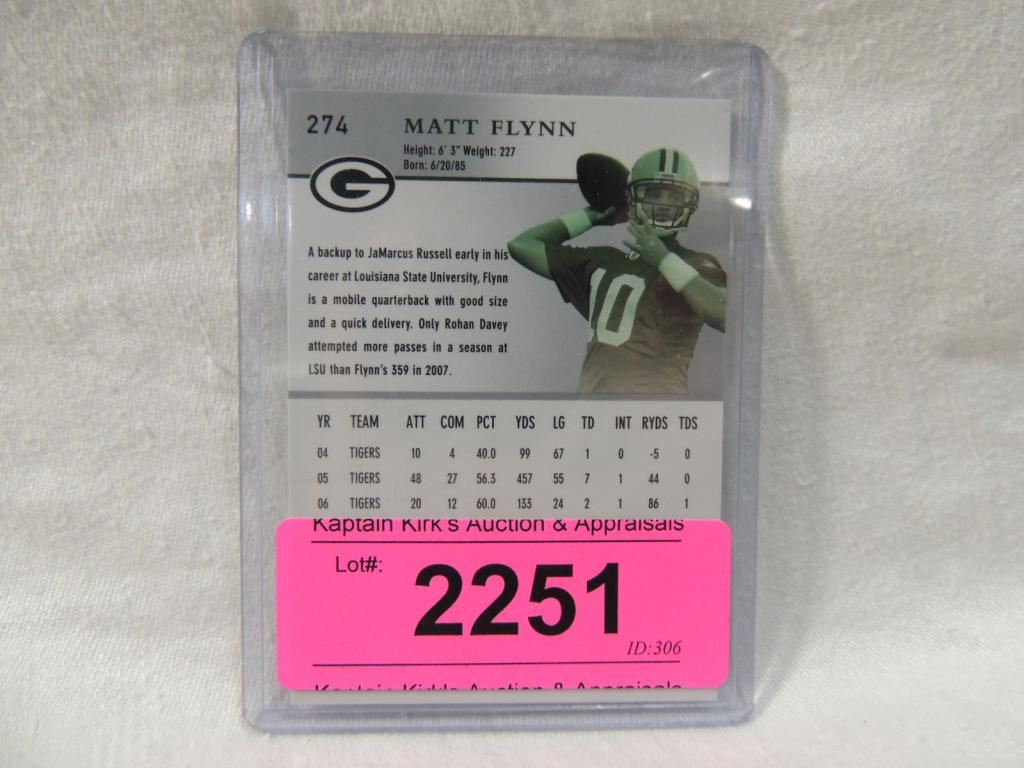 274 MATT FLYNN
Height: 6' 3" Weight: 227
Born: 6/20/85
G
A backup to JaMarcus Russell early in his
career at Louisiana State University, Flynn
is a mobile quarterback with good size
and a quick delivery. Only Rohan Davey
attempted more passes in a season at
LSU than Flynn's 359 in 2007.
10
YR TEAM ATT COM PCT YDS LG TD INT RYDS TDS
04 TIGERS 10 4 40.0 99 67 1 0 -5 0
05 TIGERS 48 27 56.3 457 55 7 1 44 0
06 TIGERS 20 12 60.0 133 24 2 1 86 1
Kaptain Kirk's Auction & Appraisals
Lot#: 2251
ID:306
Kaptain Kirk's Auction & Appraisals